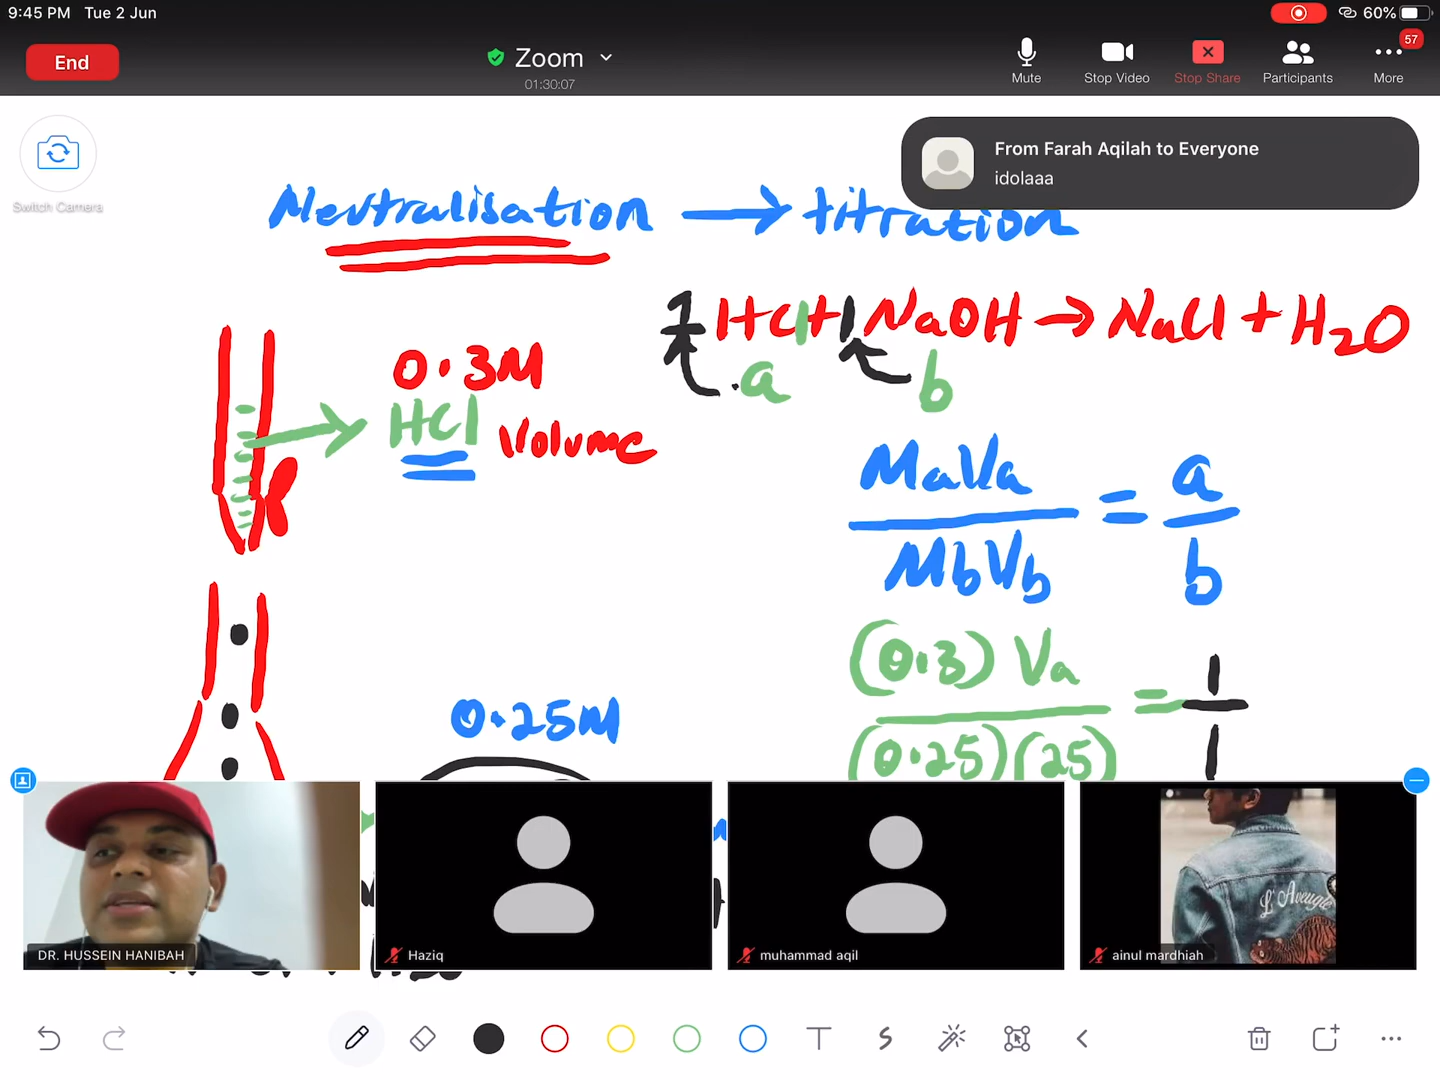 9:45 PM Tue 2 Jun
60%
End
Zoom
01:30:07
Mute
Stop Video
Stop Share
Participants
57
More
Switch Camera
From Farah Aqilah to Everyone
idolaaa
Neutralisation → titration
1 HCl + 1 NaOH → NaCl + H2O
a b
0.3M
HCl Volume
MaVa = a
MbVb b
(0.3) Va = 1
(0.25)(25) 1
0.25M
DR. HUSSEIN HANIBAH
Haziq
muhammad aqil
L'Aveugle
ainul mardhiah
T